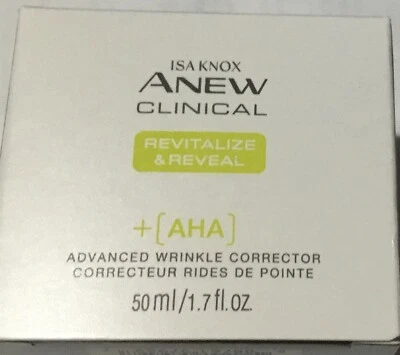 ISA KNOX
ANEW
CLINICAL
REVITALIZE
& REVEAL
+[AHA]
ADVANCED WRINKLE CORRECTOR
CORRECTEUR RIDES DE POINTE
50 ml/1.7 fl. oz.